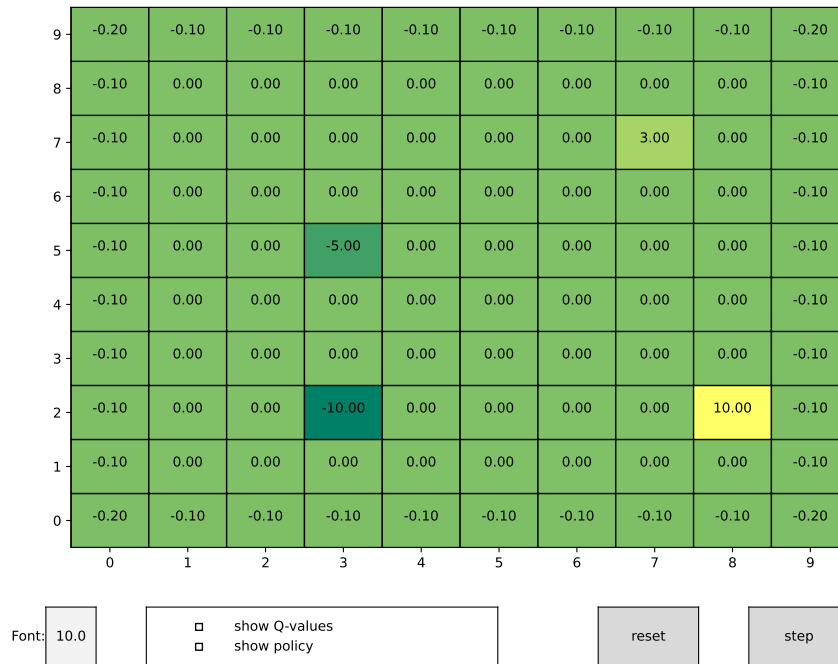 9 -0.20 -0.10 -0.10 -0.10 -0.10 -0.10 -0.10 -0.10 -0.10 -0.20
8 -0.10 0.00 0.00 0.00 0.00 0.00 0.00 0.00 0.00 -0.10
7 -0.10 0.00 0.00 0.00 0.00 0.00 0.00 3.00 0.00 -0.10
6 -0.10 0.00 0.00 0.00 0.00 0.00 0.00 0.00 0.00 -0.10
5 -0.10 0.00 0.00 -5.00 0.00 0.00 0.00 0.00 0.00 -0.10
4 -0.10 0.00 0.00 0.00 0.00 0.00 0.00 0.00 0.00 -0.10
3 -0.10 0.00 0.00 0.00 0.00 0.00 0.00 0.00 0.00 -0.10
2 -0.10 0.00 0.00 -10.00 0.00 0.00 0.00 0.00 10.00 -0.10
1 -0.10 0.00 0.00 0.00 0.00 0.00 0.00 0.00 0.00 -0.10
0 -0.20 -0.10 -0.10 -0.10 -0.10 -0.10 -0.10 -0.10 -0.10 -0.20
0 1 2 3 4 5 6 7 8 9
Font: 10.0 show Q-values reset step
show policy